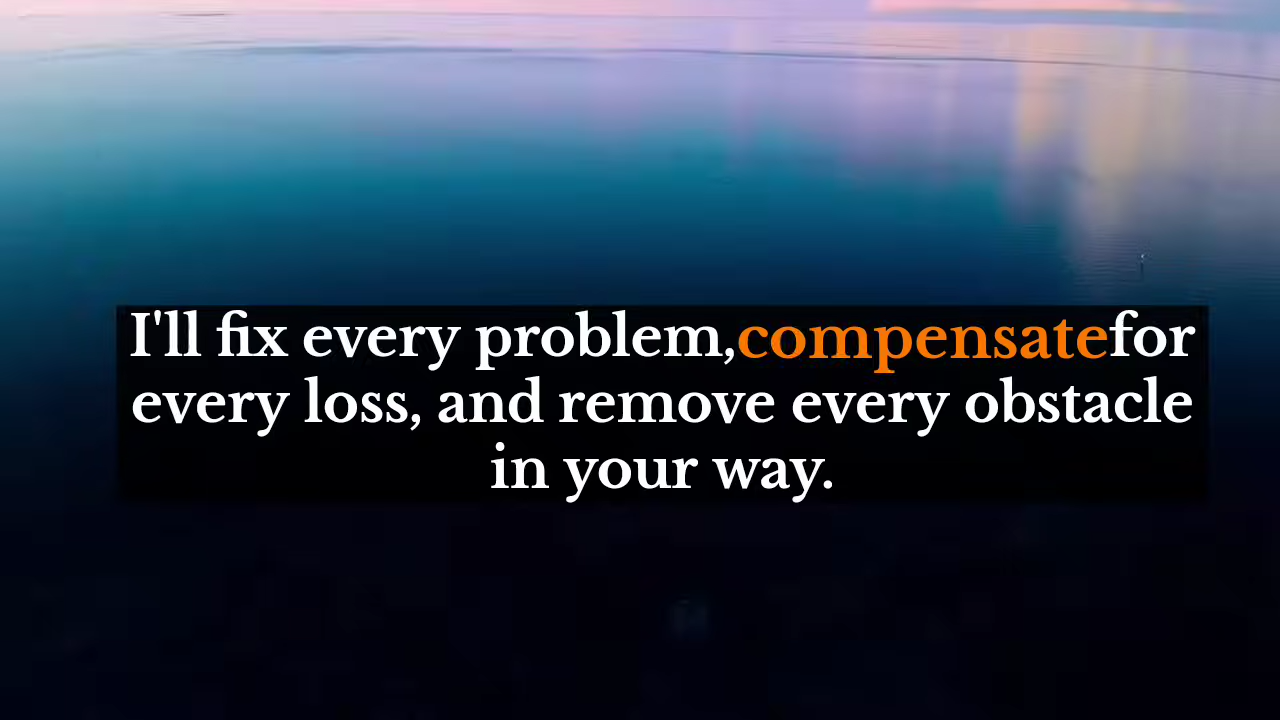 I'll fix every problem,compensatefor
every loss, and remove every obstacle
in your way.